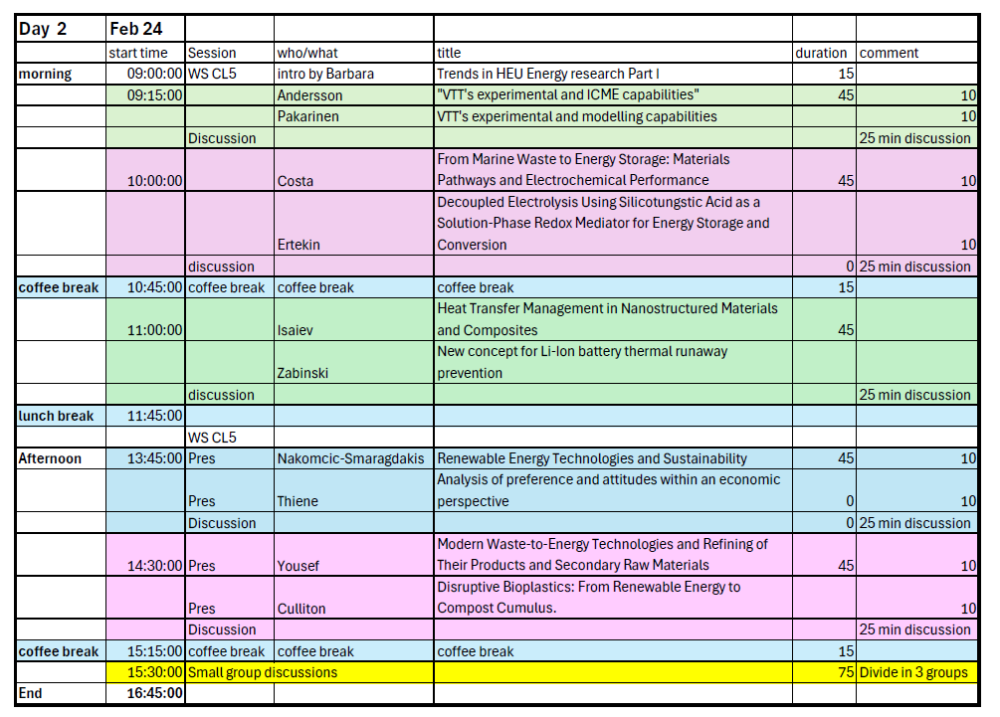 Day 2 Feb 24
start time Session who/what title duration comment
morning 09:00:00 WS CL5 intro by Barbara Trends in HEU Energy research Part I 15
09:15:00 Andersson "VTT's experimental and ICME capabilities" 45 10
Pakarinen VTT's experimental and modelling capabilities 10
Discussion 25 min discussion
From Marine Waste to Energy Storage: Materials
10:00:00 Costa Pathways and Electrochemical Performance 45 10
Decoupled Electrolysis Using Silicotungstic Acid as a
Solution-Phase Redox Mediator for Energy Storage and
Ertekin Conversion 10
discussion 0 25 min discussion
coffee break 10:45:00 coffee break coffee break coffee break 15
Heat Transfer Management in Nanostructured Materials
11:00:00 Isaiev and Composites 45
New concept for Li-Ion battery thermal runaway
Zabinski prevention
discussion 25 min discussion
lunch break 11:45:00
WS CL5
Afternoon 13:45:00 Pres Nakomcic-Smaragdakis Renewable Energy Technologies and Sustainability 45 10
Analysis of preference and attitudes within an economic
Pres Thiene perspective 0 10
Discussion 0 25 min discussion
Modern Waste-to-Energy Technologies and Refining of
14:30:00 Pres Yousef Their Products and Secondary Raw Materials 45 10
Disruptive Bioplastics: From Renewable Energy to
Pres Culliton Compost Cumulus. 10
Discussion 25 min discussion
coffee break 15:15:00 coffee break coffee break coffee break 15
15:30:00 Small group discussions 75 Divide in 3 groups
End 16:45:00